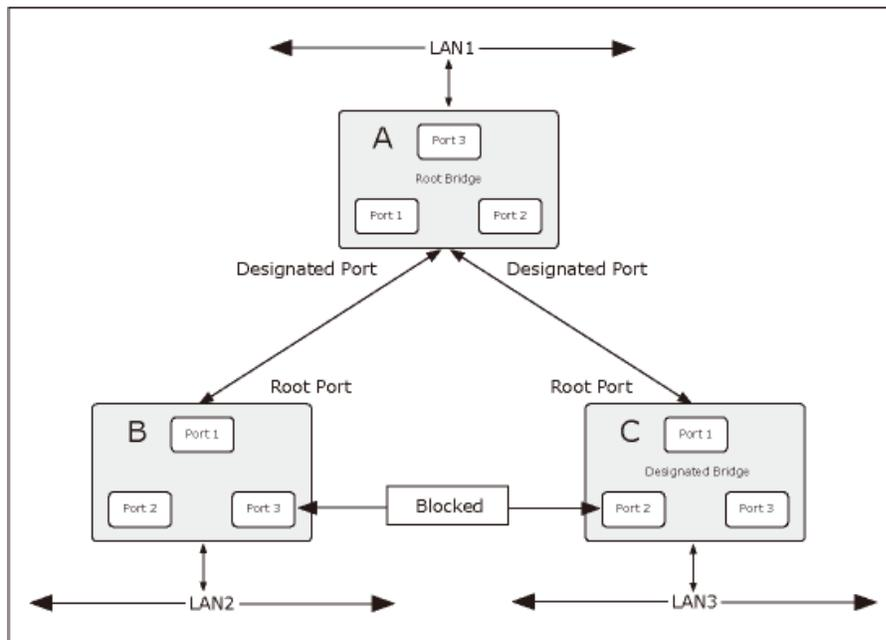 LAN1
A
Port 3
Root Bridge
Port 1
Port 2
Designated Port
Designated Port
Root Port
Root Port
B
Port 1
C
Port 1
Designated Bridge
Port 2
Port 3
Blocked
Port 2
Port 3
LAN2
LAN3